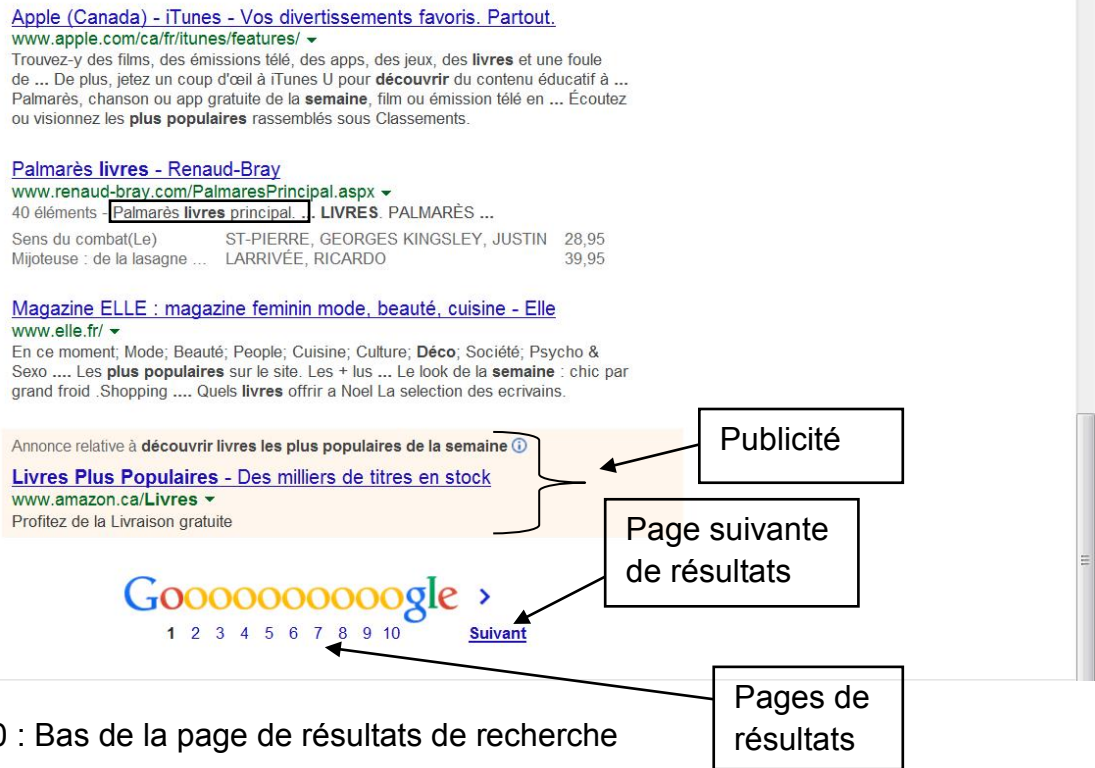 Apple (Canada) - iTunes - Vos divertissements favoris. Partout.
www.apple.com/ca/fr/itunes/features/
Trouvez-y des films, des émissions télé, des apps, des jeux, des livres et une foule
de ... De plus, jetez un coup d'œil à iTunes U pour découvrir du contenu éducatif à ...
Palmarès, chanson ou app gratuite de la semaine, film ou émission télé en ... Écoutez
ou visionnez les plus populaires rassemblés sous Classements.
Palmarès livres - Renaud-Bray
www.renaud-bray.com/PalmaresPrincipal.aspx
40 éléments - Palmarès livres principal. ... LIVRES. PALMARÈS ...
Sens du combat(Le) ST-PIERRE, GEORGES KINGSLEY, JUSTIN 28,95
Mijoteuse : de la lasagne ... LARRIVÉE, RICARDO 39,95
Magazine ELLE : magazine feminin mode, beauté, cuisine - Elle
www.elle.fr/
En ce moment; Mode; Beauté; People; Cuisine; Culture; Déco; Société; Psycho &
Sexo .... Les plus populaires sur le site. Les + lus ... Le look de la semaine : chic par
grand froid .Shopping .... Quels livres offrir a Noel La selection des ecrivains.
Annonce relative à découvrir livres les plus populaires de la semaine
Livres Plus Populaires - Des milliers de titres en stock
www.amazon.ca/Livres
Profitez de la Livraison gratuite
Publicité
Page suivante
de résultats
Goooooooooogle >
1 2 3 4 5 6 7 8 9 10 Suivant
Pages de
résultats
0 : Bas de la page de résultats de recherche